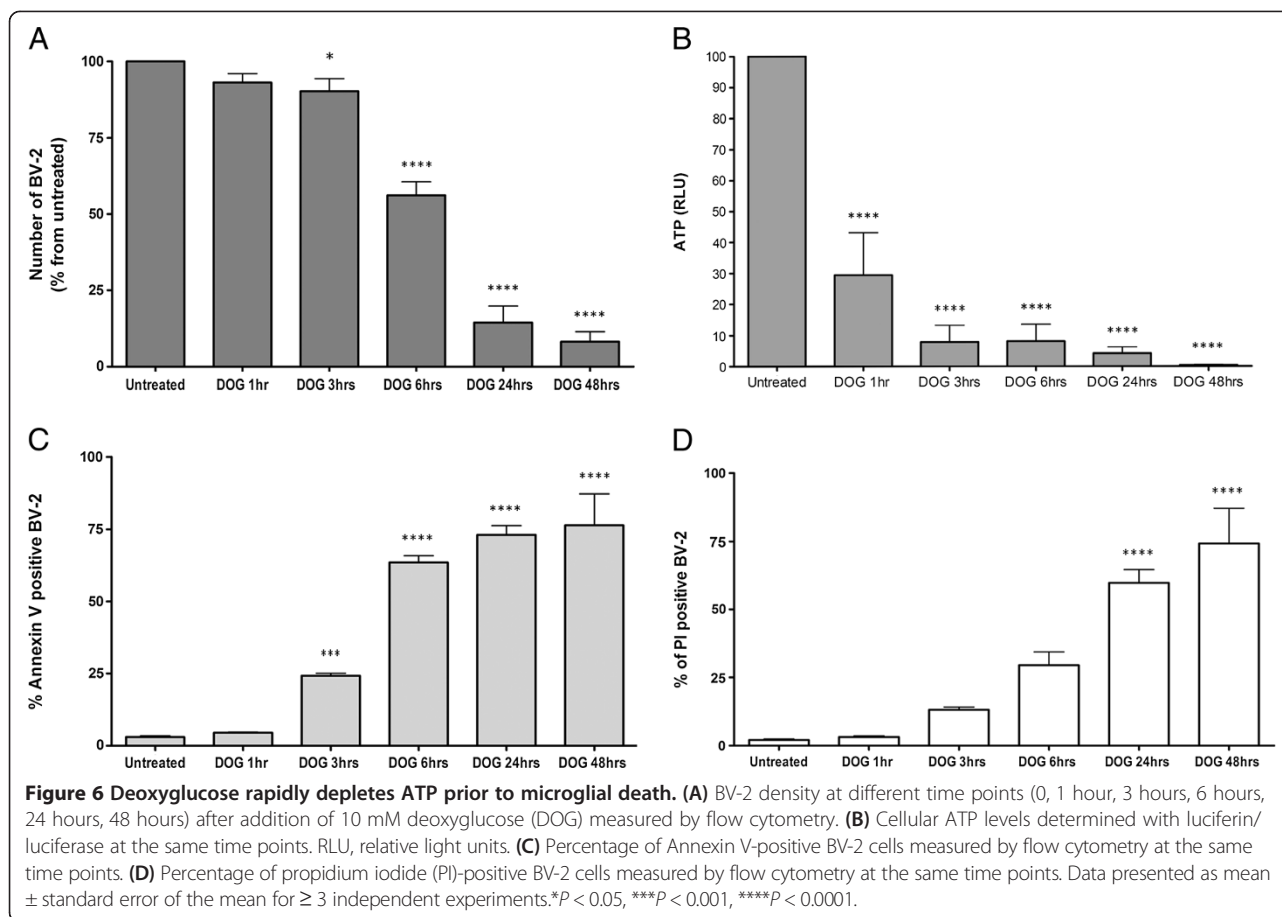 A
100
75
50
25
0
Number of BV-2
(% from untreated)
*
****
****
****
Untreated
DOG 1hr
DOG 3hrs
DOG 6hrs
DOG 24hrs
DOG 48hrs
B
100
90
80
70
60
50
40
30
20
10
0
ATP (RLU)
****
****
****
****
****
Untreated
DOG 1hr
DOG 3hrs
DOG 6hrs
DOG 24hrs
DOG 48hrs
C
100
75
50
25
0
% Annexin V positive BV-2
***
****
****
****
Untreated
DOG 1hr
DOG 3hrs
DOG 6hrs
DOG 24hrs
DOG 48hrs
D
100
75
50
25
0
% of PI positive BV-2
****
****
Untreated
DOG 1hr
DOG 3hrs
DOG 6hrs
DOG 24hrs
DOG 48hrs
Figure 6 Deoxyglucose rapidly depletes ATP prior to microglial death. (A) BV-2 density at different time points (0, 1 hour, 3 hours, 6 hours,
24 hours, 48 hours) after addition of 10 mM deoxyglucose (DOG) measured by flow cytometry. (B) Cellular ATP levels determined with luciferin/
luciferase at the same time points. RLU, relative light units. (C) Percentage of Annexin V-positive BV-2 cells measured by flow cytometry at the same
time points. (D) Percentage of propidium iodide (PI)-positive BV-2 cells measured by flow cytometry at the same time points. Data presented as mean
± standard error of the mean for ≥ 3 independent experiments.*P < 0.05, ***P < 0.001, ****P < 0.0001.